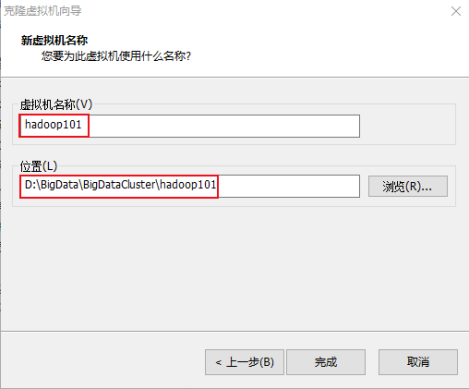 克隆虚拟机向导
新虚拟机名称
您要为此虚拟机使用什么名称?
虚拟机名称(V)
hadoop101
位置(L)
D:\BigData\BigDataCluster\hadoop101
浏览(R)...
< 上一步(B)
完成
取消